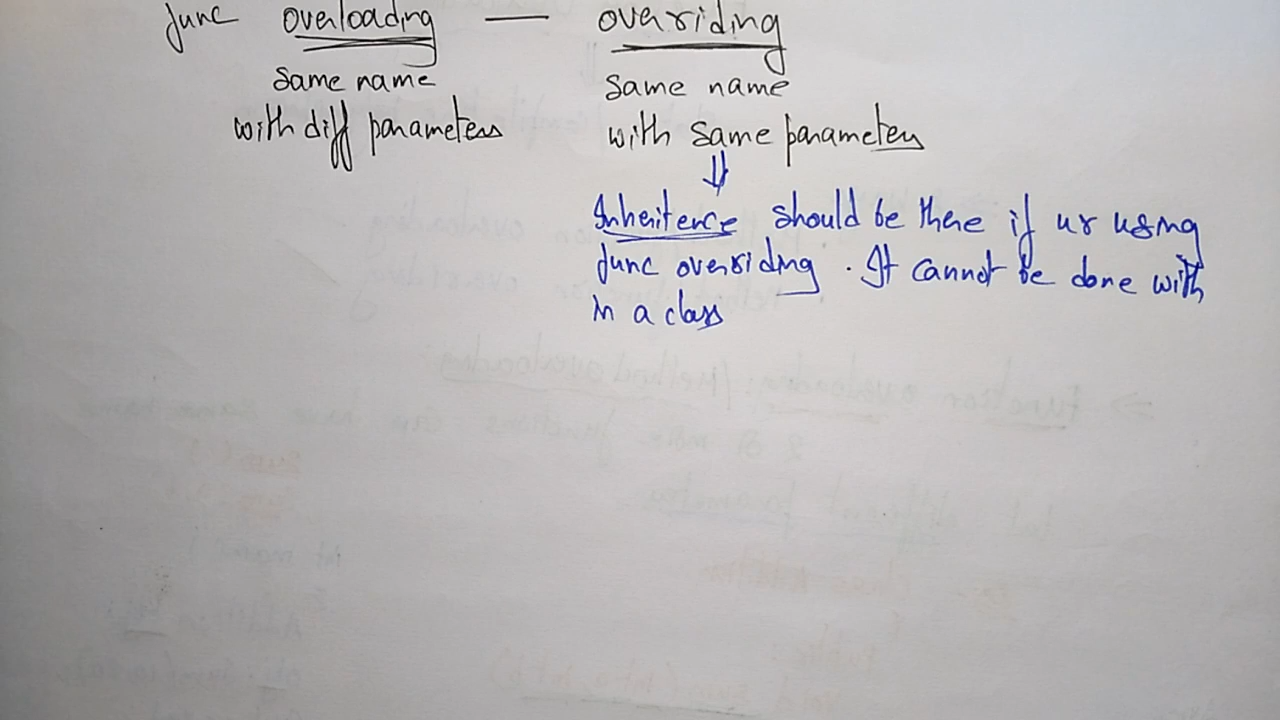 func overloading — overiding
same name same name
with diff parameters with same parameters
⇓
Inheritence should be there if ur using
func overriding . It cannot be done with
in a class